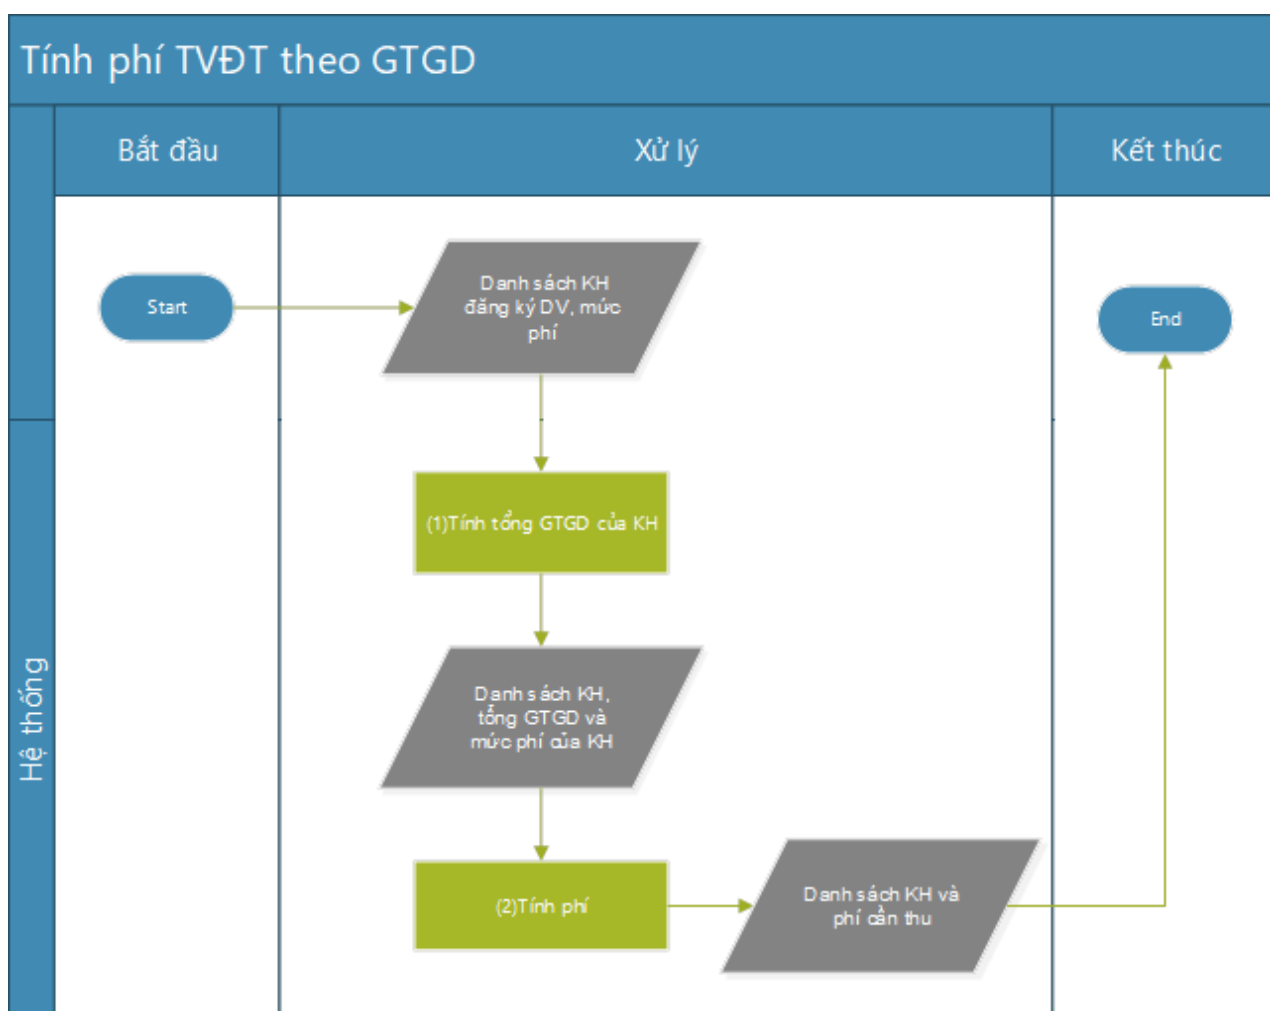 Tính phí TVĐT theo GTGD
Bắt đầu
Xử lý
Kết thúc
Hệ thống
Start
Danh sách KH
đăng ký DV, mức
phí
End
(1)Tính tổng GTGD của KH
Danh sách KH,
tổng GTGD và
mức phí của KH
(2)Tính phí
Danh sách KH và
phí cần thu